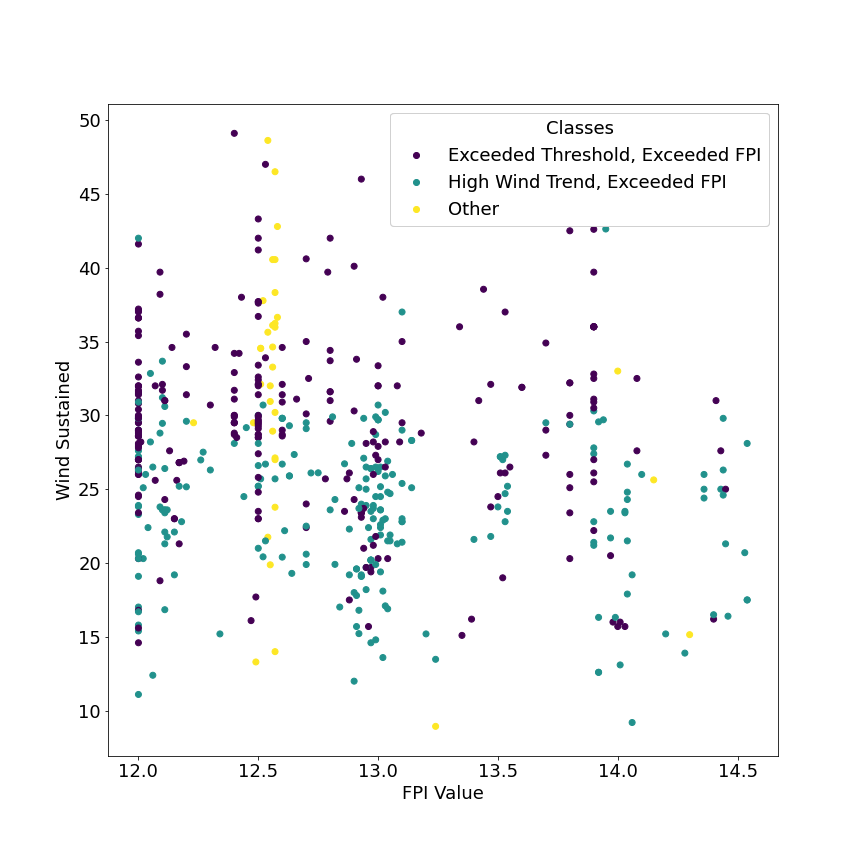 Classes
Exceeded Threshold, Exceeded FPI
High Wind Trend, Exceeded FPI
Other
50
45
40
35
30
25
20
15
10
Wind Sustained
12.0 12.5 13.0 13.5 14.0 14.5
FPI Value